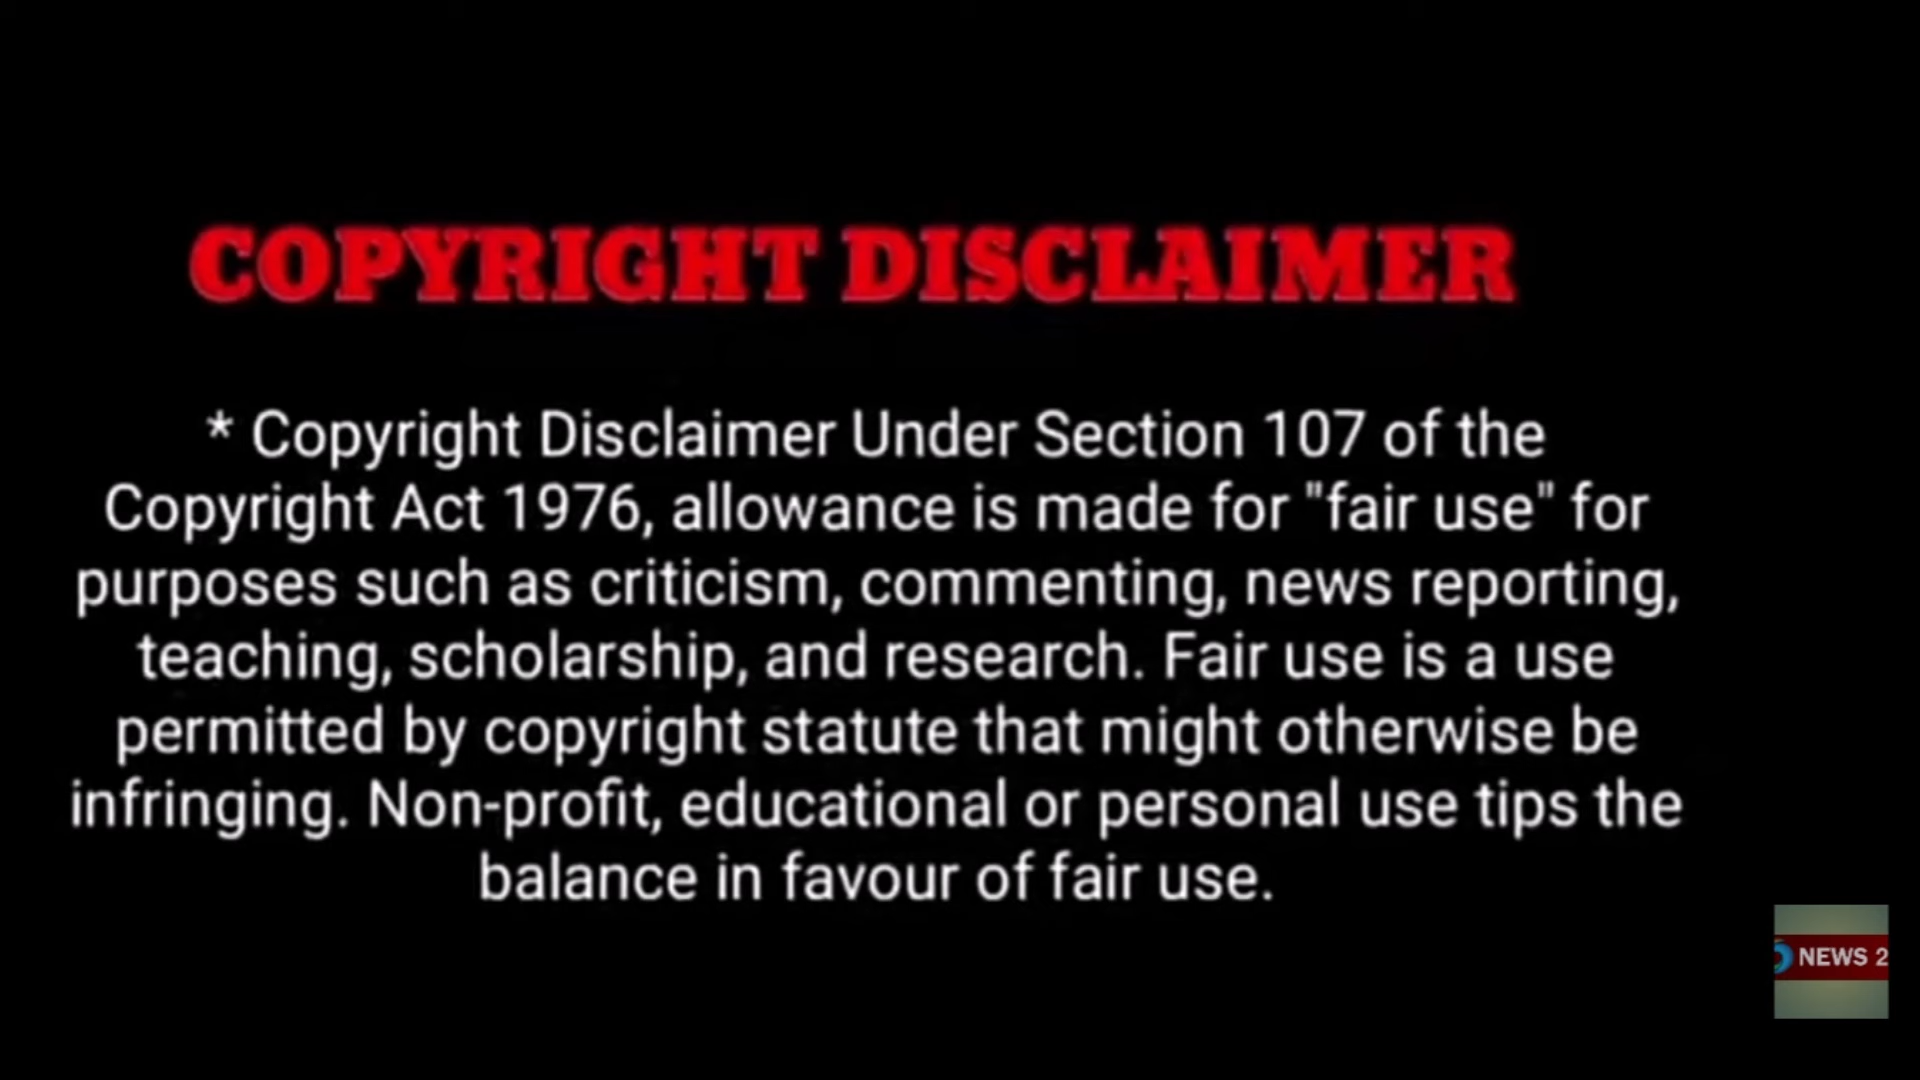 COPYRIGHT DISCLAIMER
* Copyright Disclaimer Under Section 107 of the
Copyright Act 1976, allowance is made for "fair use" for
purposes such as criticism, commenting, news reporting,
teaching, scholarship, and research. Fair use is a use
permitted by copyright statute that might otherwise be
infringing. Non-profit, educational or personal use tips the
balance in favour of fair use.
NEWS 2